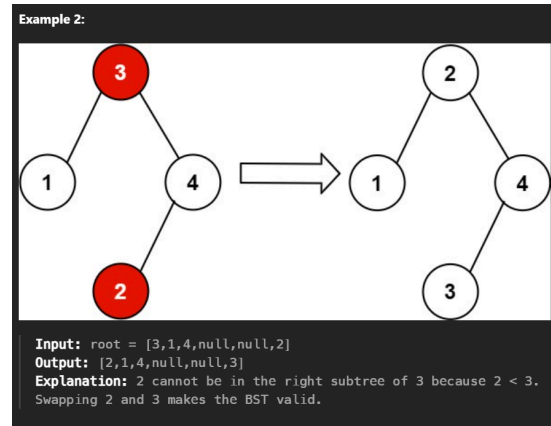 Example 2:
3
2
1
4
1
4
2
3
Input: root = [3,1,4,null,null,2]
Output: [2,1,4,null,null,3]
Explanation: 2 cannot be in the right subtree of 3 because 2 < 3.
Swapping 2 and 3 makes the BST valid.